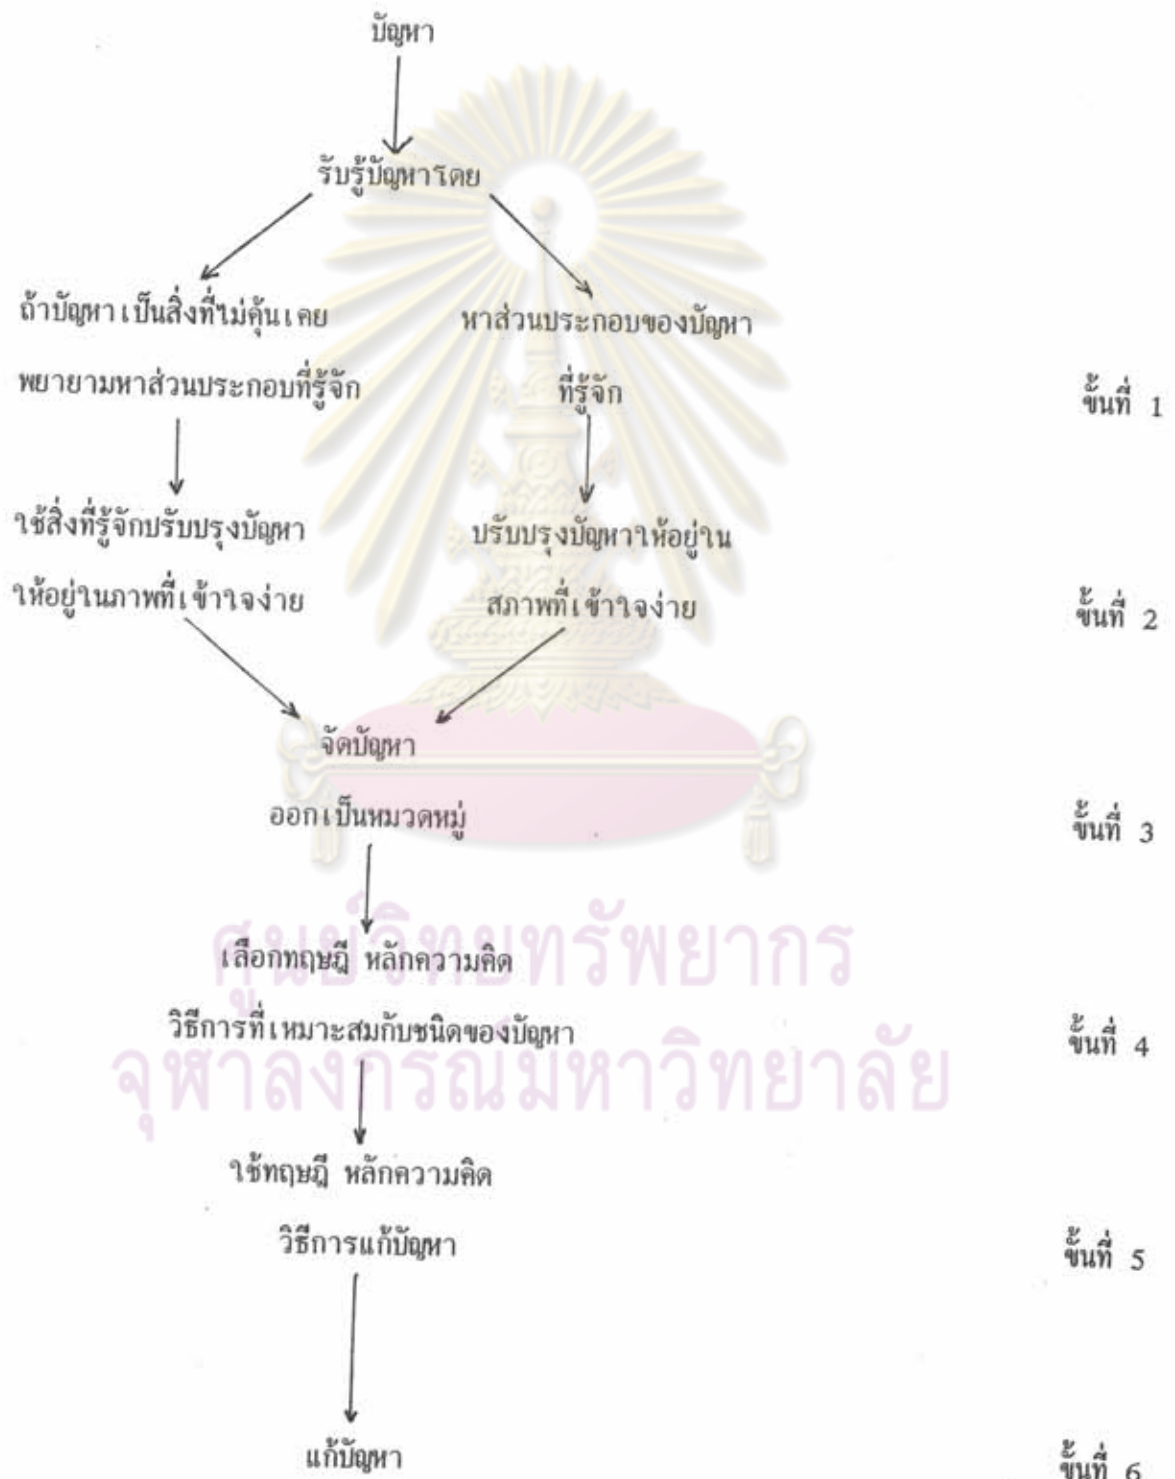 ปัญหา
รับรู้ปัญหาโดย
ถ้าปัญหาเป็นสิ่งที่ไม่คุ้นเคย
หาส่วนประกอบของปัญหา
พยายามหาส่วนประกอบที่รู้จัก
ที่รู้จัก
ขั้นที่ 1
ใช้สิ่งที่รู้จักปรับปรุงปัญหา
ปรับปรุงปัญหาให้อยู่ใน
ให้อยู่ในภาพที่เข้าใจง่าย
สภาพที่เข้าใจง่าย
ขั้นที่ 2
จัดปัญหา
ออกเป็นหมวดหมู่
ขั้นที่ 3
ศูนย์วิทยทรัพยากร
เลือกทฤษฎี หลักความคิด
วิธีการที่เหมาะสมกับชนิดของปัญหา
ขั้นที่ 4
จุฬาลงกรณ์มหาวิทยาลัย
ใช้ทฤษฎี หลักความคิด
วิธีการแก้ปัญหา
ขั้นที่ 5
แก้ปัญหา
ขั้นที่ 6